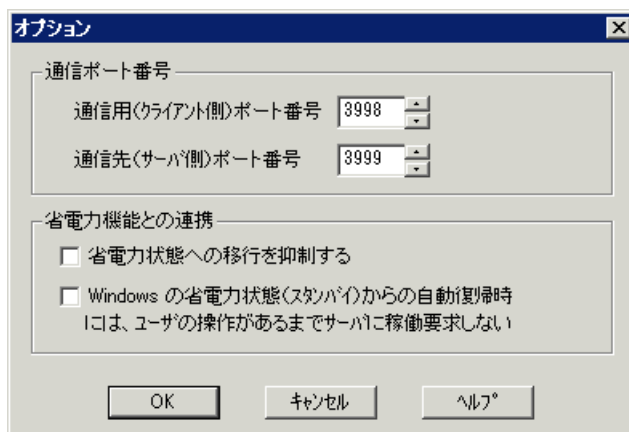 オプション
通信ポート番号
通信用(クライアント側)ポート番号 3998
通信先(サーバ側)ポート番号 3999
省電力機能との連携
省電力状態への移行を抑制する
Windows の省電力状態(スタンバイ)からの自動復帰時
には、ユーザの操作があるまでサーバに稼働要求しない
OK キャンセル ヘルプ